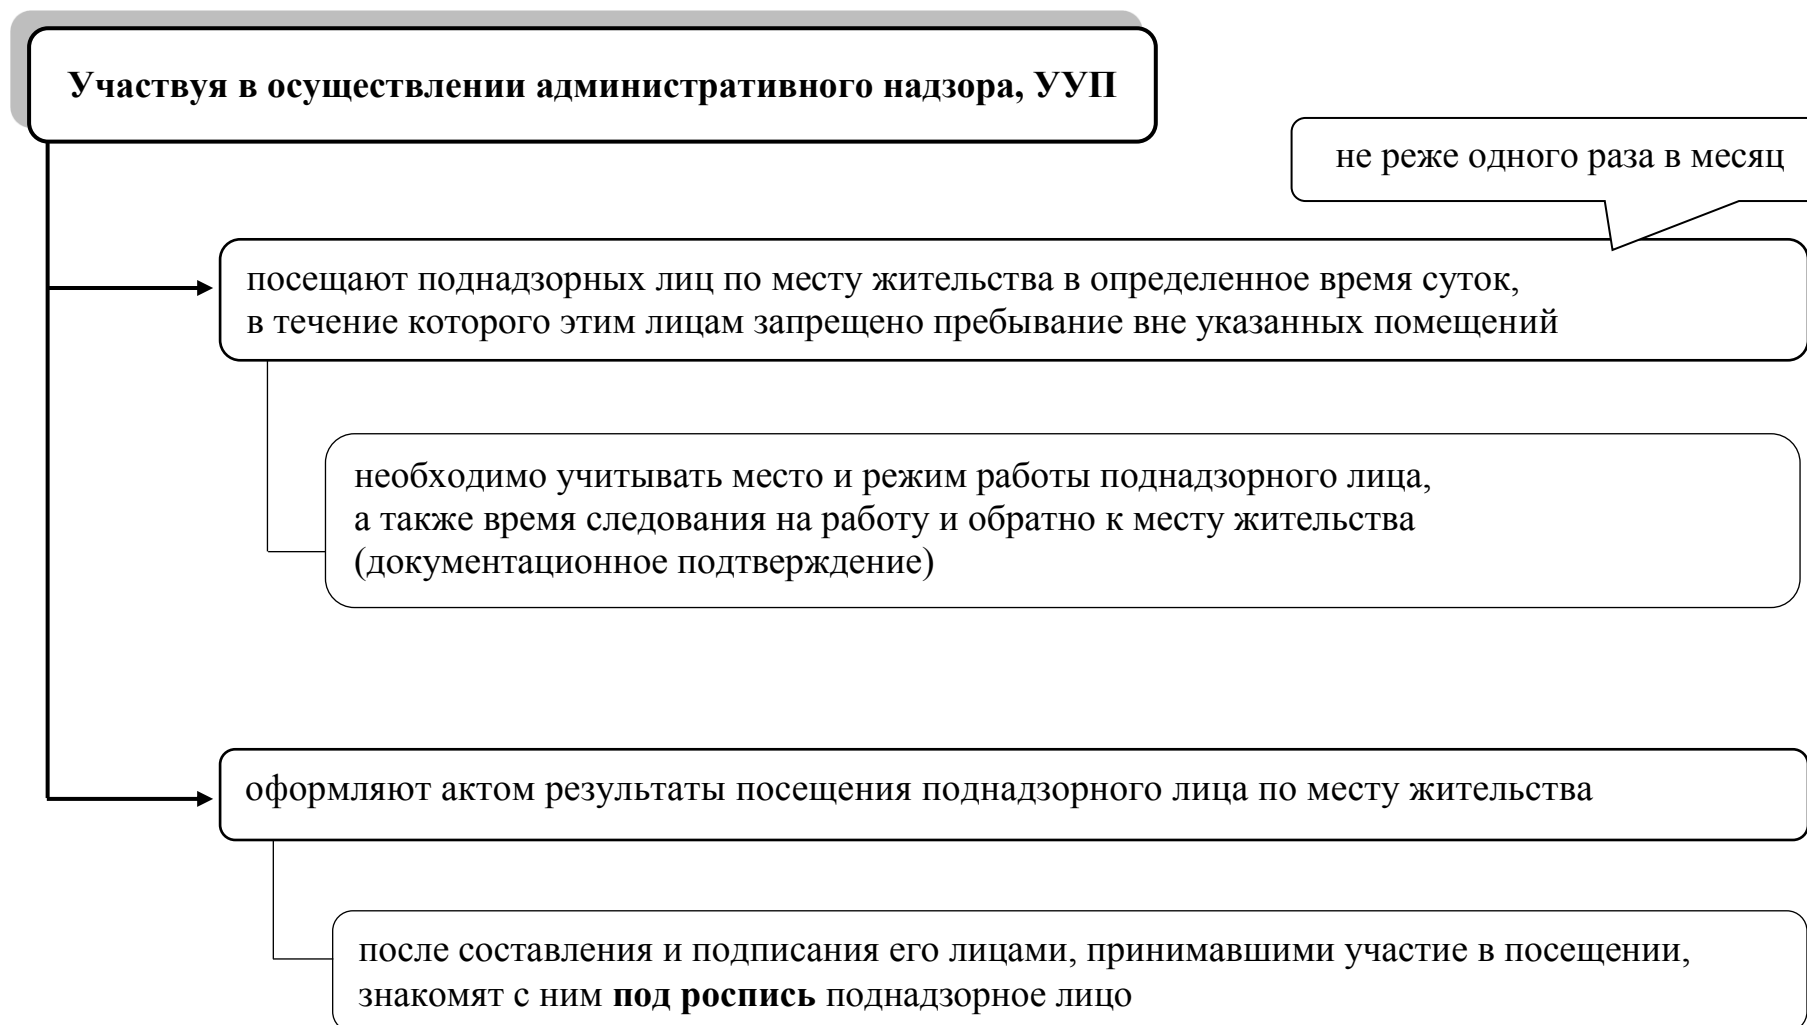 Участвуя в осуществлении административного надзора, УУП
не реже одного раза в месяц
посещают поднадзорных лиц по месту жительства в определенное время суток,
в течение которого этим лицам запрещено пребывание вне указанных помещений
необходимо учитывать место и режим работы поднадзорного лица,
а также время следования на работу и обратно к месту жительства
(документационное подтверждение)
оформляют актом результаты посещения поднадзорного лица по месту жительства
после составления и подписания его лицами, принимавшими участие в посещении,
знакомят с ним под роспись поднадзорное лицо